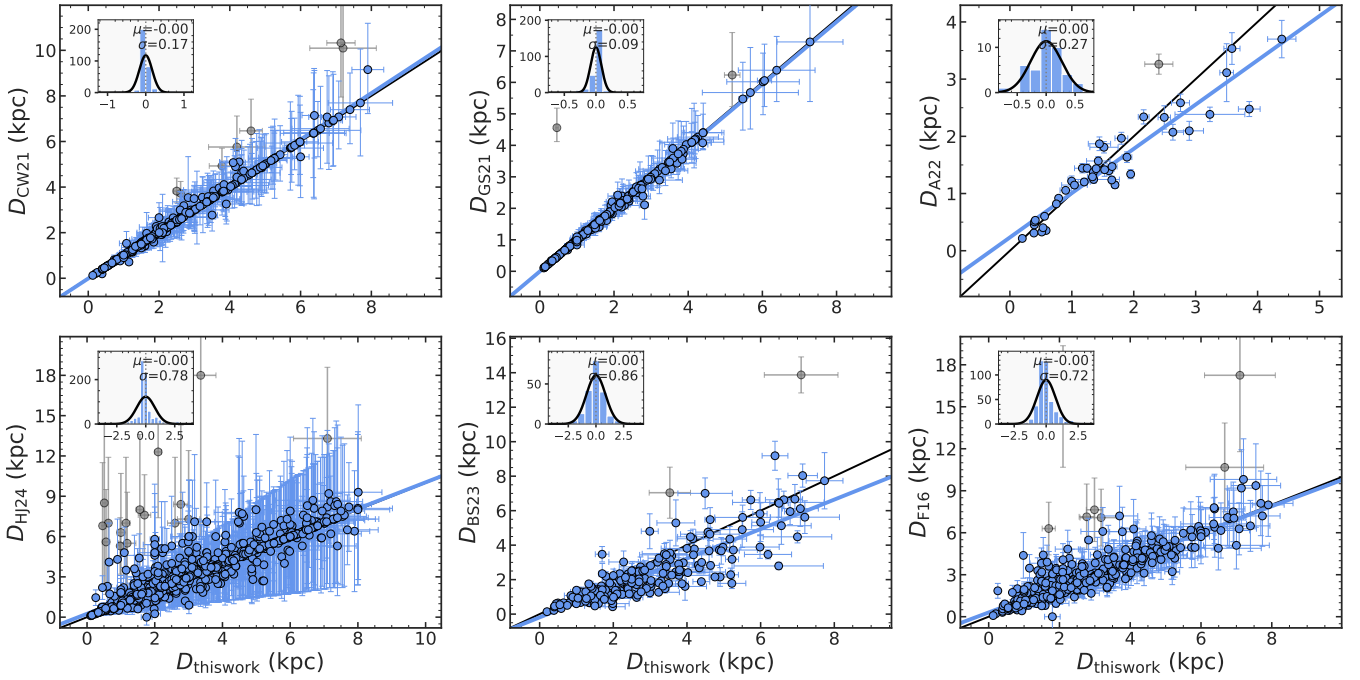 μ=-0.00
σ=0.17
200
100
0
−1 0 1
D_CW21 (kpc)
10
8
6
4
2
0
0 2 4 6 8
μ=-0.00
σ=0.09
200
100
0
−0.5 0.0 0.5
D_GS21 (kpc)
8
7
6
5
4
3
2
1
0
0 2 4 6 8
μ=0.00
σ=0.27
10
0
−0.5 0.0 0.5
D_A22 (kpc)
4
3
2
1
0
0 1 2 3 4 5
μ=-0.00
σ=0.78
200
0
−2.5 0.0 2.5
D_HJ24 (kpc)
18
15
12
9
6
3
0
0 2 4 6 8 10
D_thiswork (kpc)
μ=0.00
σ=0.86
50
0
−2.5 0.0 2.5
D_BS23 (kpc)
16
14
12
10
8
6
4
2
0
0 2 4 6 8
D_thiswork (kpc)
μ=-0.00
σ=0.72
100
50
0
−2.5 0.0 2.5
D_F16 (kpc)
18
15
12
9
6
3
0
0 2 4 6 8
D_thiswork (kpc)